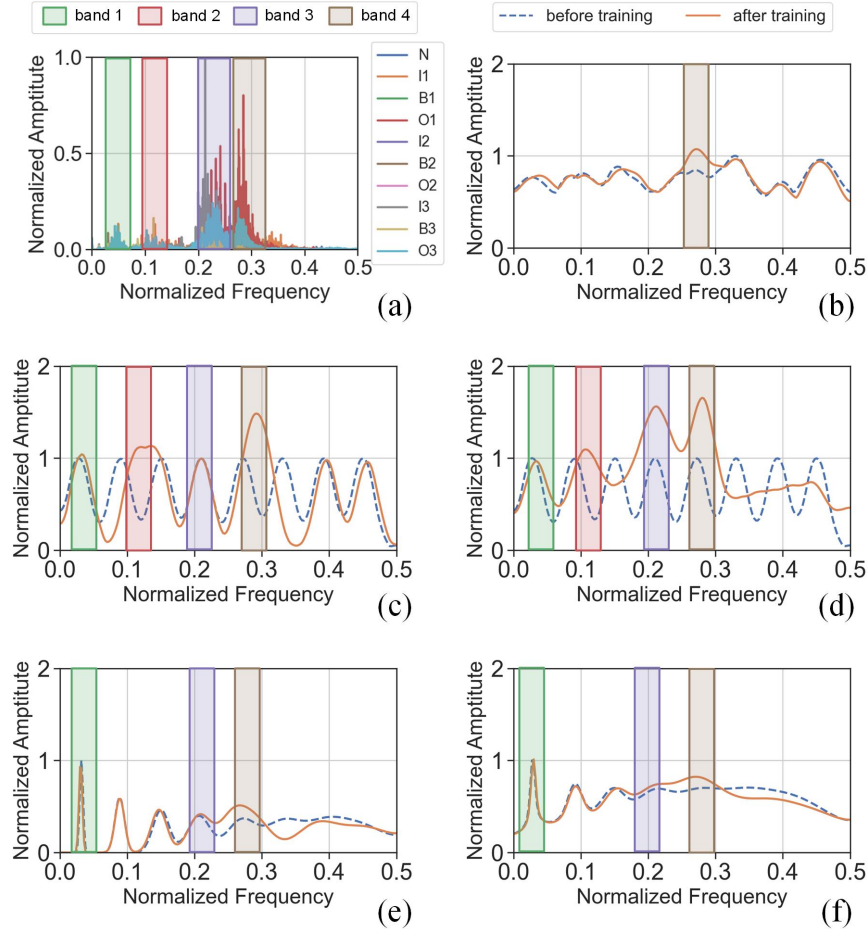 band 1 band 2 band 3 band 4
before training after training
Normalized Amptitute
1.0
0.5
0.0
0.0 0.1 0.2 0.3 0.4 0.5
Normalized Frequency
N
I1
B1
O1
I2
B2
O2
I3
B3
O3
(a)
Normalized Amptitute
2
1
0
0.0 0.1 0.2 0.3 0.4 0.5
Normalized Frequency
(b)
Normalized Amptitute
2
1
0
0.0 0.1 0.2 0.3 0.4 0.5
Normalized Frequency
(c)
Normalized Amptitute
2
1
0
0.0 0.1 0.2 0.3 0.4 0.5
Normalized Frequency
(d)
Normalized Amptitute
2
1
0
0.0 0.1 0.2 0.3 0.4 0.5
Normalized Frequency
(e)
Normalized Amptitute
2
1
0
0.0 0.1 0.2 0.3 0.4 0.5
Normalized Frequency
(f)